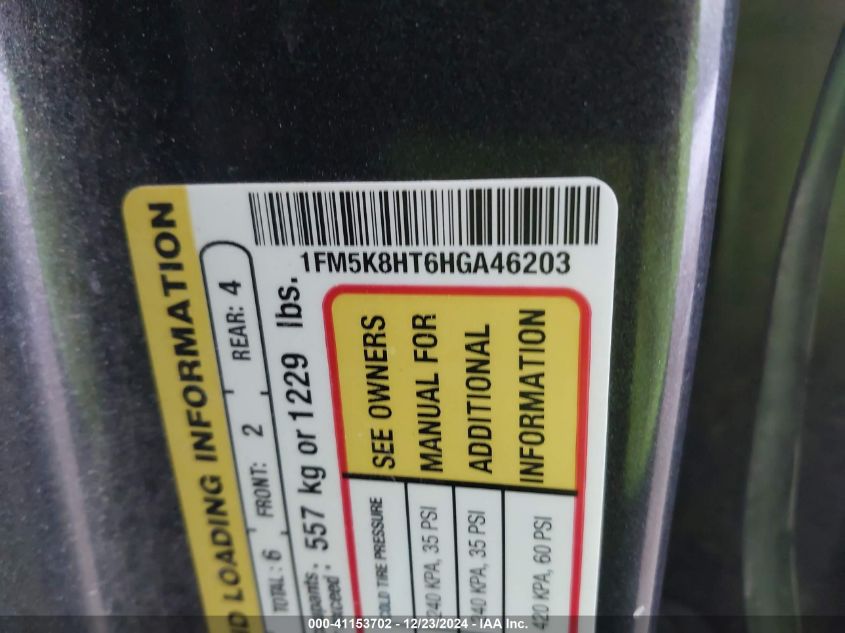 1FM5K8HT6HGA46203
LOADING INFORMATION
TOTAL: 6 FRONT: 2 REAR: 4
557 kg or 1229 lbs.
COLD TIRE PRESSURE
240 KPA, 35 PSI
40 KPA, 35 PSI
420 KPA, 60 PSI
SEE OWNERS
MANUAL FOR
ADDITIONAL
INFORMATION
000-41153702 - 12/23/2024 - IAA Inc.